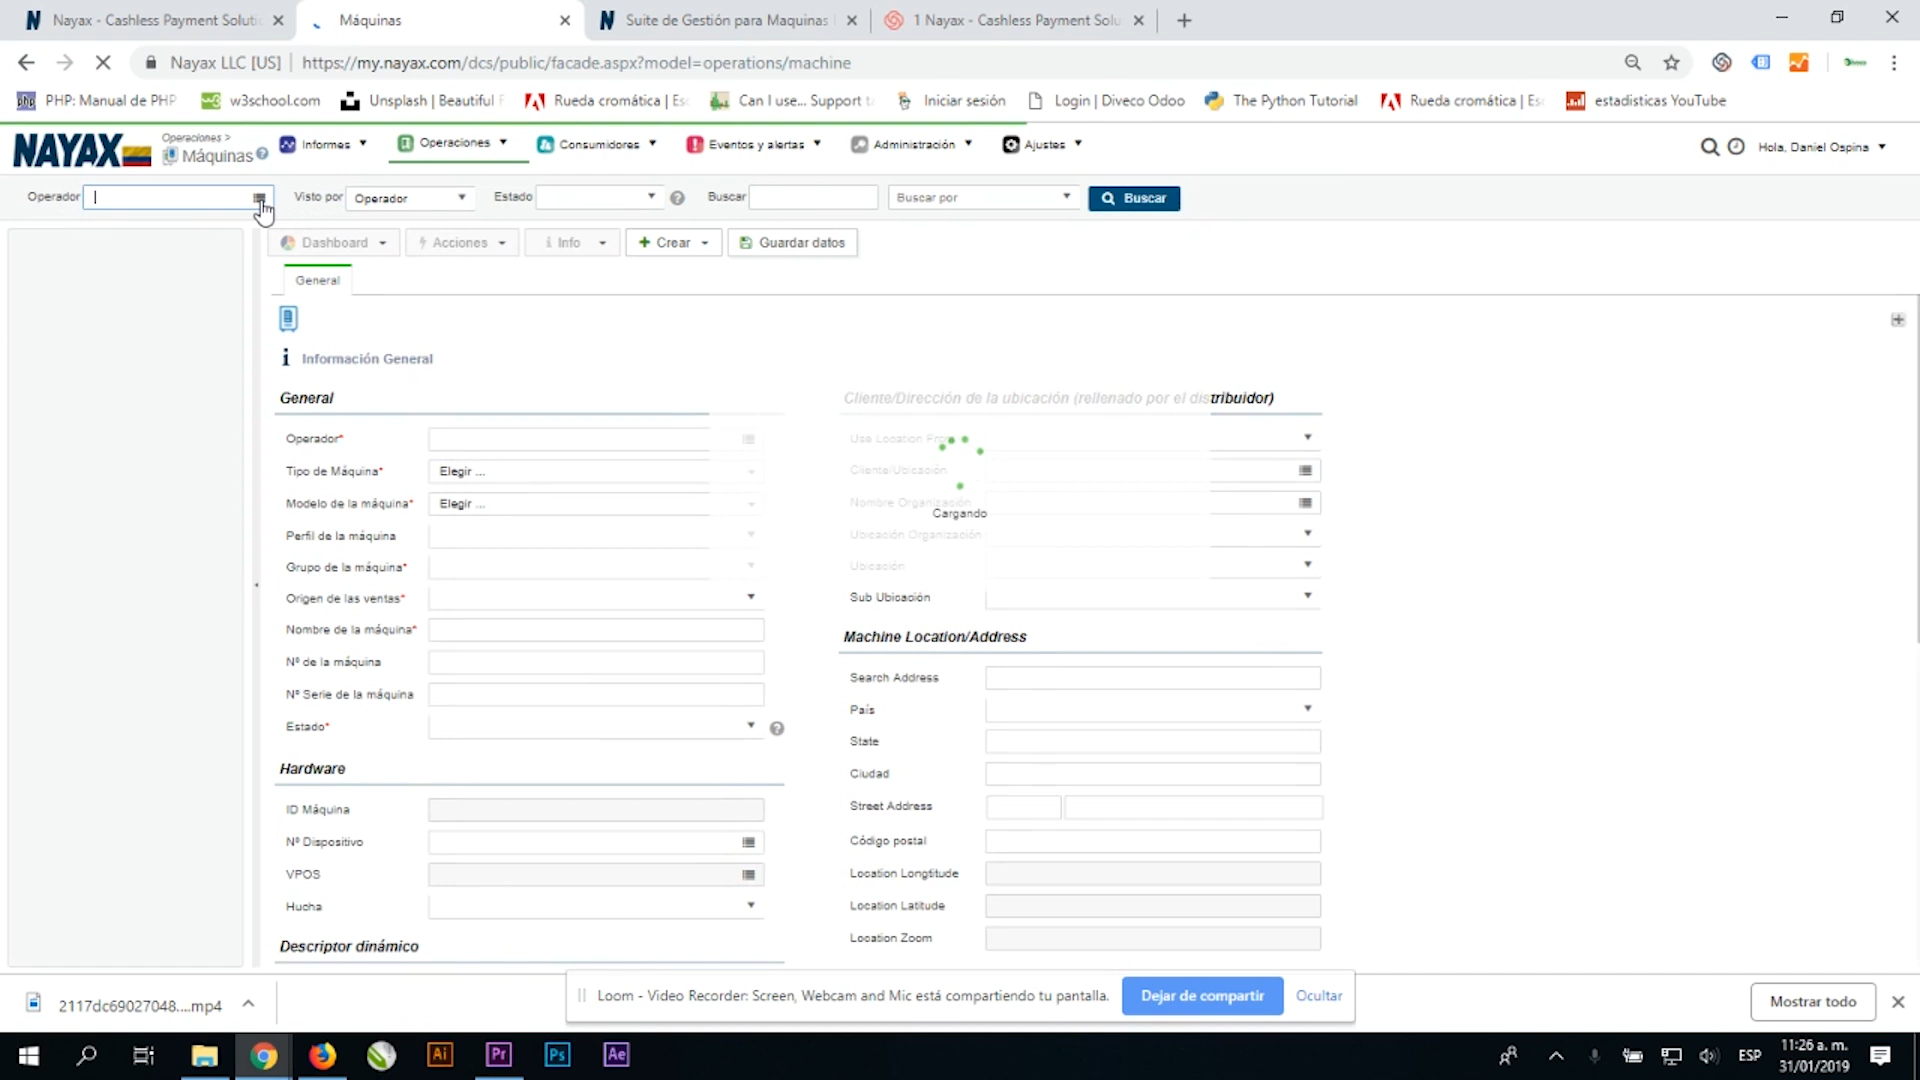 Nayax - Cashless Payment Soluti
Máquinas
Suite de Gestión para Maquinas
1 Nayax - Cashless Payment Solu
Nayax LLC [US]
https://my.nayax.com/dcs/public/facade.aspx?model=operations/machine
PHP: Manual de PHP
w3school.com
Unsplash | Beautiful F
Rueda cromática | Es
Can I use... Support ta
Iniciar sesión
Login | Diveco Odoo
The Python Tutorial
Rueda cromática | Es
estadisticas YouTube
NAYAX
Operaciones >
Máquinas
Informes
Operaciones
Consumidores
Eventos y alertas
Administración
Ajustes
Hola, Daniel Ospina
Operador
Visto por
Operador
Estado
Buscar
Buscar por
Buscar
Dashboard
Acciones
Info
Crear
Guardar datos
General
Información General
General
Operador*
Tipo de Máquina*
Elegir ...
Modelo de la máquina*
Elegir ...
Perfil de la máquina
Grupo de la máquina*
Origen de las ventas*
Nombre de la máquina*
Nº de la máquina
Nº Serie de la máquina
Estado*
Hardware
ID Máquina
Nº Dispositivo
VPOS
Hucha
Descriptor dinámico
Cliente/Dirección de la ubicación (rellenado por el distribuidor)
Use Location From
Cliente/Ubicación
Nombre Organización
Cargando
Ubicación Organización
Ubicación
Sub Ubicación
Machine Location/Address
Search Address
País
State
Ciudad
Street Address
Código postal
Location Longtitude
Location Latitude
Location Zoom
2117dc69027048....mp4
Loom - Video Recorder: Screen, Webcam and Mic está compartiendo tu pantalla.
Dejar de compartir
Ocultar
Mostrar todo
Ai
Pr
Ps
Ae
ESP
11:26 a. m.
31/01/2019